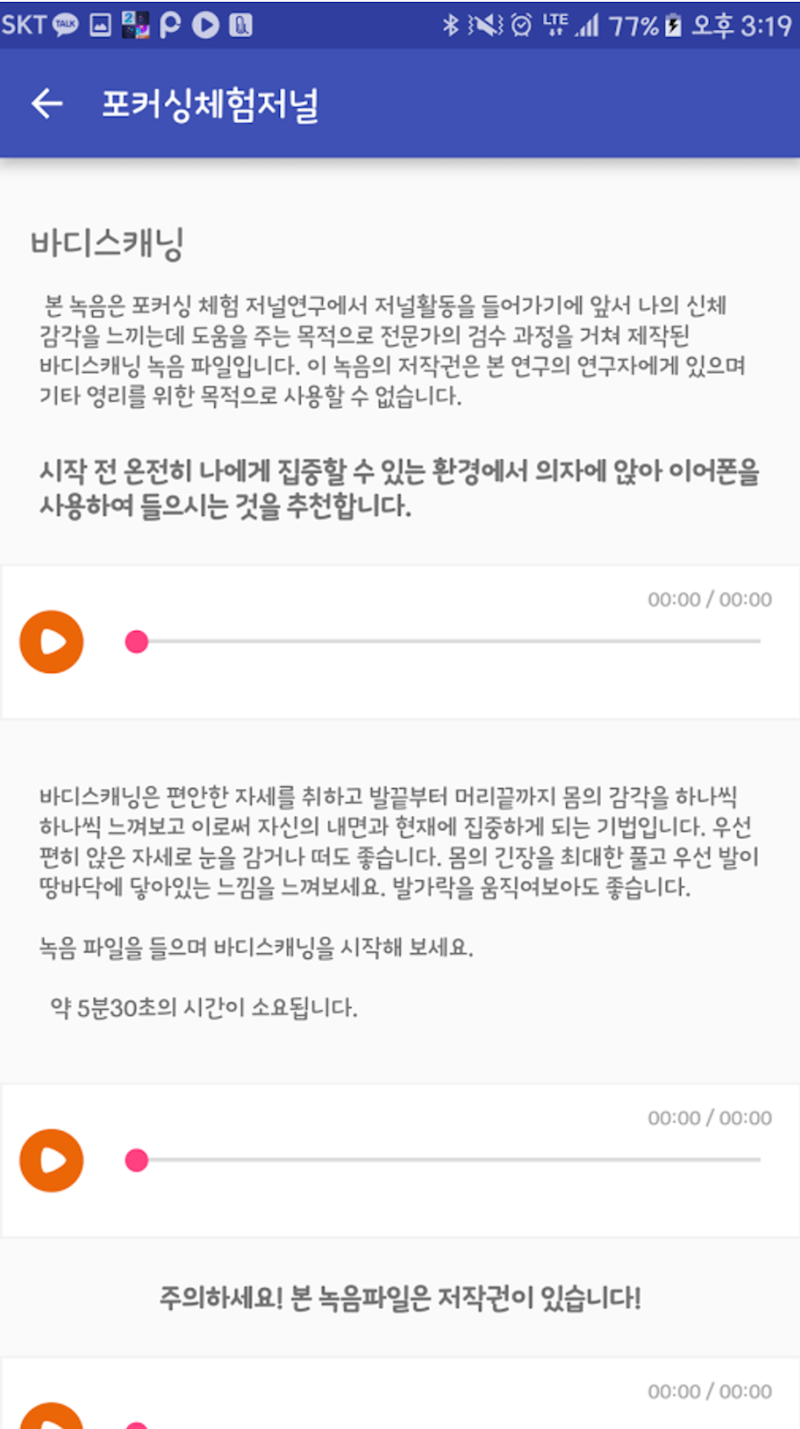 SKT TALK LTE 77% 오후 3:19
포커싱체험저널
바디스캐닝
본 녹음은 포커싱 체험 저널연구에서 저널활동을 들어가기에 앞서 나의 신체
감각을 느끼는데 도움을 주는 목적으로 전문가의 검수 과정을 거쳐 제작된
바디스캐닝 녹음 파일입니다. 이 녹음의 저작권은 본 연구의 연구자에게 있으며
기타 영리를 위한 목적으로 사용할 수 없습니다.
시작 전 온전히 나에게 집중할 수 있는 환경에서 의자에 앉아 이어폰을
사용하여 들으시는 것을 추천합니다.
00:00 / 00:00
바디스캐닝은 편안한 자세를 취하고 발끝부터 머리끝까지 몸의 감각을 하나씩
하나씩 느껴보고 이로써 자신의 내면과 현재에 집중하게 되는 기법입니다. 우선
편히 앉은 자세로 눈을 감거나 떠도 좋습니다. 몸의 긴장을 최대한 풀고 우선 발이
땅바닥에 닿아있는 느낌을 느껴보세요. 발가락을 움직여보아도 좋습니다.
녹음 파일을 들으며 바디스캐닝을 시작해 보세요.
약 5분30초의 시간이 소요됩니다.
00:00 / 00:00
주의하세요! 본 녹음파일은 저작권이 있습니다!
00:00 / 00:00